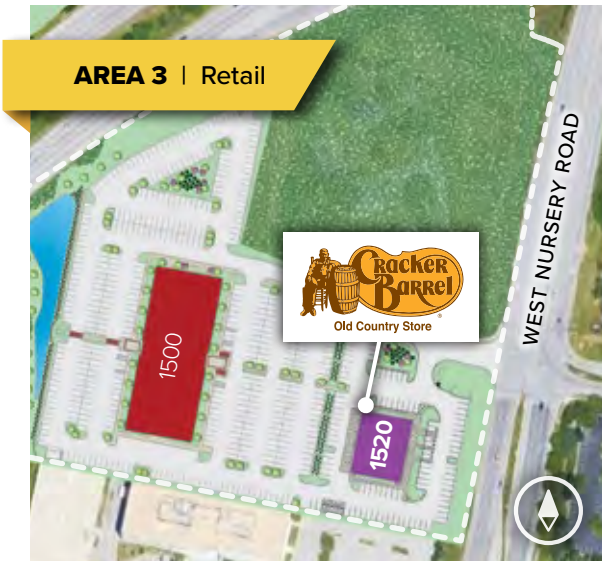 AREA 3 | Retail
WEST NURSERY ROAD
Cracker
Barrel
®
Old Country Store
1500
1520